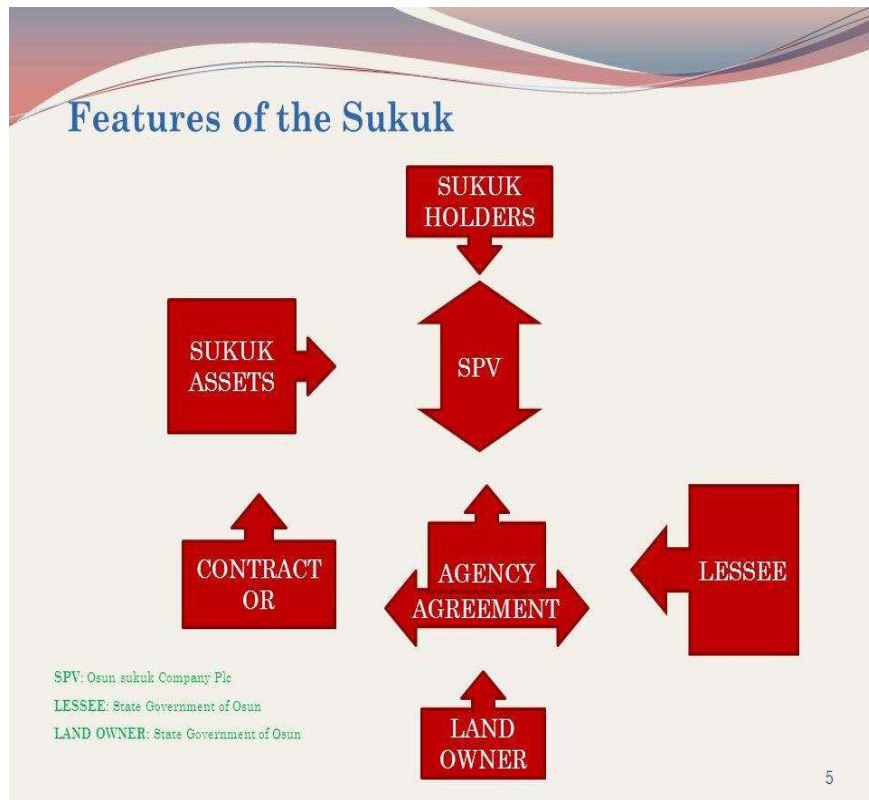 Features of the Sukuk
SUKUK
HOLDERS
SUKUK
ASSETS
SPV
CONTRACT
OR
AGENCY
AGREEMENT
LESSEE
SPV: Osun sukuk Company Plc
LESSEE: State Government of Osun
LAND OWNER: State Government of Osun
LAND
OWNER
5